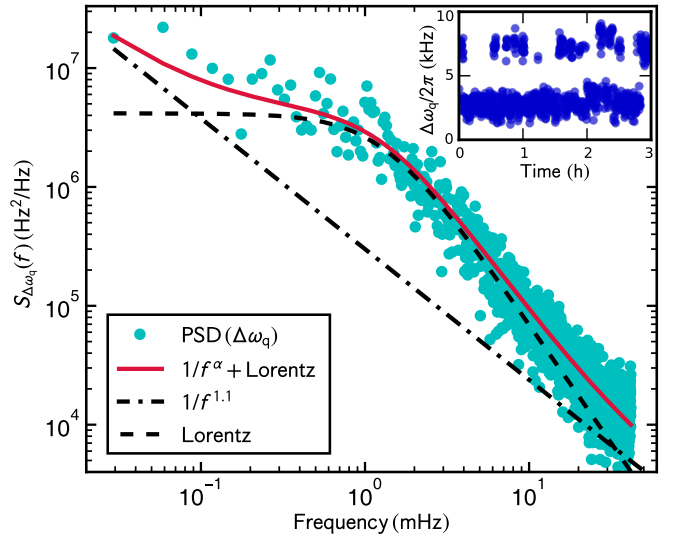 10⁷
10⁶
10⁵
10⁴
S_Δω_q(f) (Hz²/Hz)
10
5
0
Δω_q/2π (kHz)
0
1
2
3
Time (h)
PSD (Δω_q)
1/f^α + Lorentz
1/f^1.1
Lorentz
10⁻¹
10⁰
10¹
Frequency (mHz)